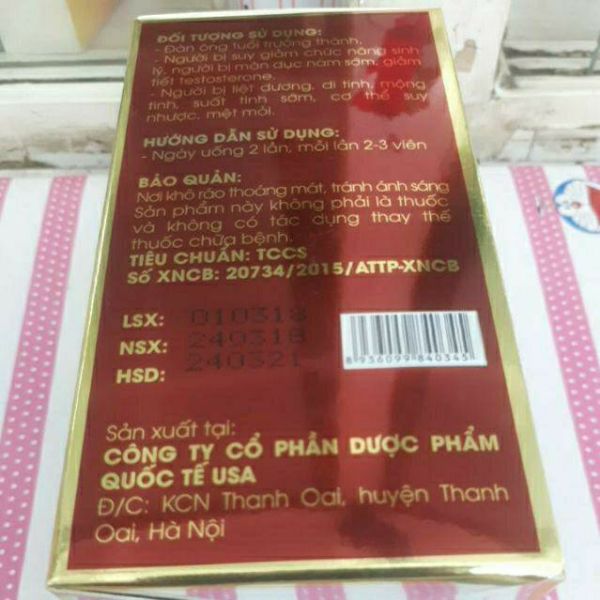 ĐỐI TƯỢNG SỬ DỤNG:
- Đàn ông tuổi trưởng thành.
- Người bị suy giảm chức năng sinh
lý, người bị mãn dục nam sớm, giảm
tiết testosterone.
- Người bị liệt dương, di tinh, mộng
tinh, suất tinh sớm, cơ thể suy
nhược, mệt mỏi.
HƯỚNG DẪN SỬ DỤNG:
- Ngày uống 2 lần, mỗi lần 2-3 viên
BẢO QUẢN:
Nơi khô ráo thoáng mát, tránh ánh sáng
Sản phẩm này không phải là thuốc
và không có tác dụng thay thế
thuốc chữa bệnh.
TIÊU CHUẨN: TCCS
Số XNCB: 20734/2015/ATTP-XNCB
LSX: 010318
NSX: 240318
HSD: 240321
8 936099 840345
Sản xuất tại:
CÔNG TY CỔ PHẦN DƯỢC PHẨM
QUỐC TẾ USA
Đ/C: KCN Thanh Oai, huyện Thanh
Oai, Hà Nội